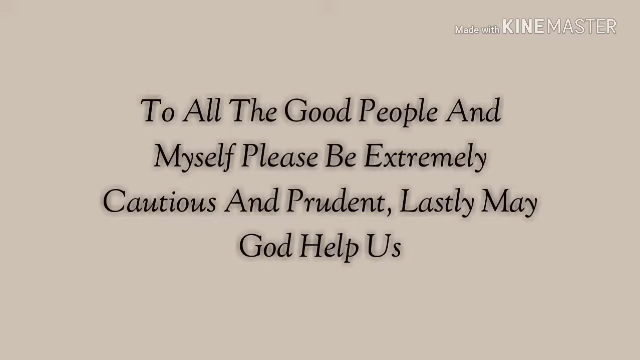 Made with KINEMASTER
To All The Good People And
Myself Please Be Extremely
Cautious And Prudent, Lastly May
God Help Us